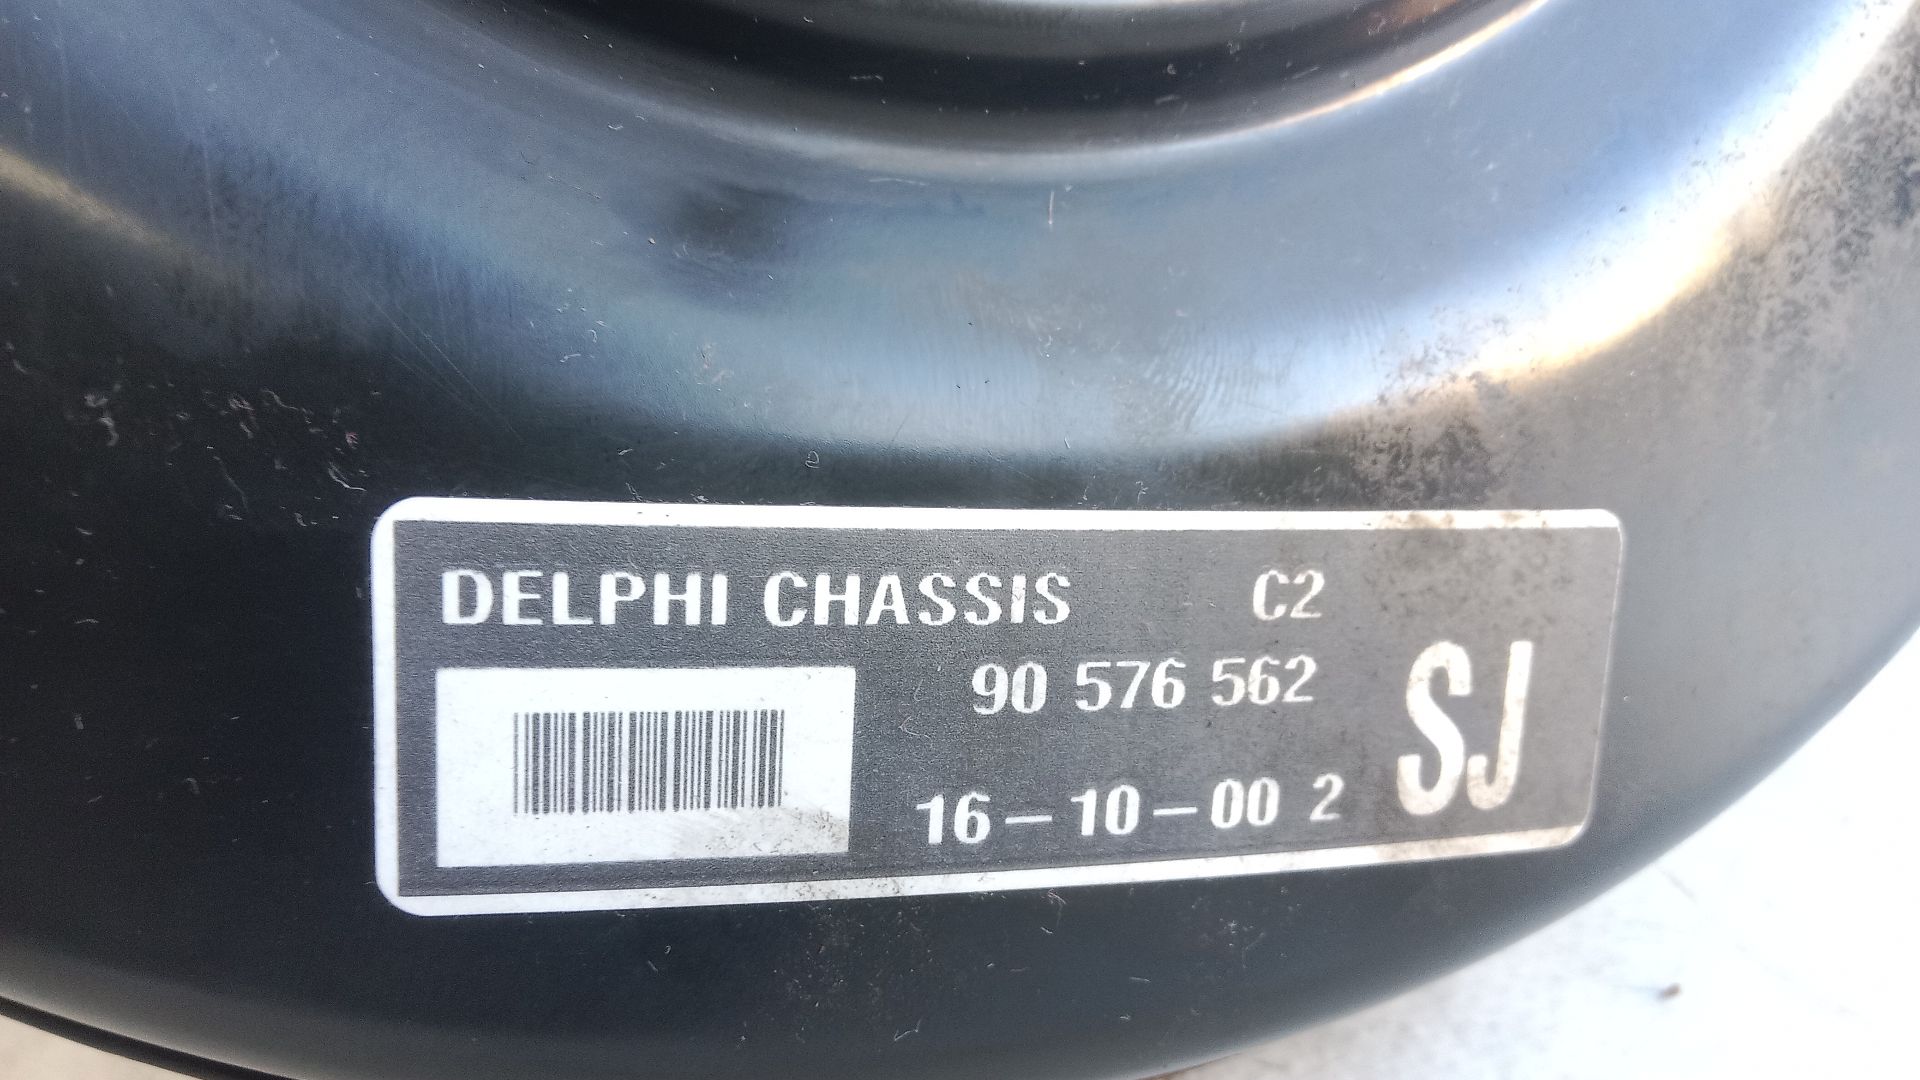 DELPHI CHASSIS C2
90 576 562
SJ
16-10-00 2